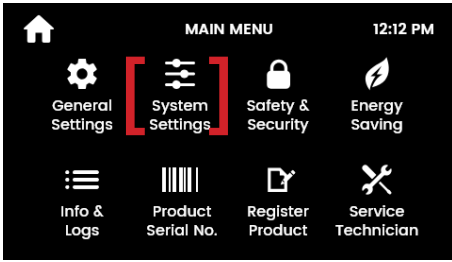 MAIN MENU 12:12 PM
General Settings
System Settings
Safety & Security
Energy Saving
Info & Logs
Product Serial No.
Register Product
Service Technician